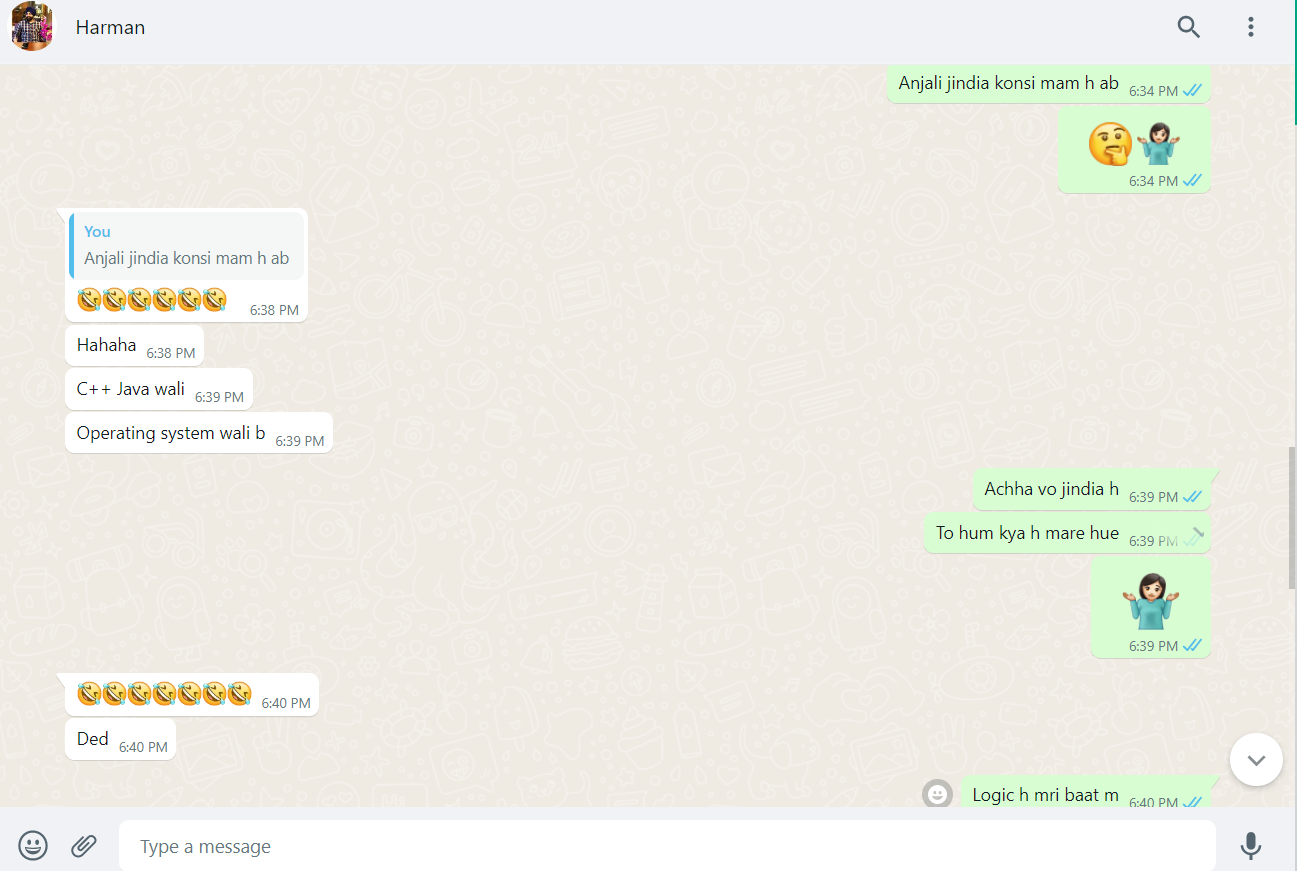 Harman
Anjali jindia konsi mam h ab 6:34 PM
🤔🤷🏻‍♀️
6:34 PM
You
Anjali jindia konsi mam h ab
🤣🤣🤣🤣🤣🤣 6:38 PM
Hahaha 6:38 PM
C++ Java wali 6:39 PM
Operating system wali b 6:39 PM
Achha vo jindia h 6:39 PM
To hum kya h mare hue 6:39 PM
🤷🏻‍♀️
6:39 PM
🤣🤣🤣🤣🤣🤣🤣 6:40 PM
Ded 6:40 PM
Logic h mri baat m 6:40 PM
Type a message